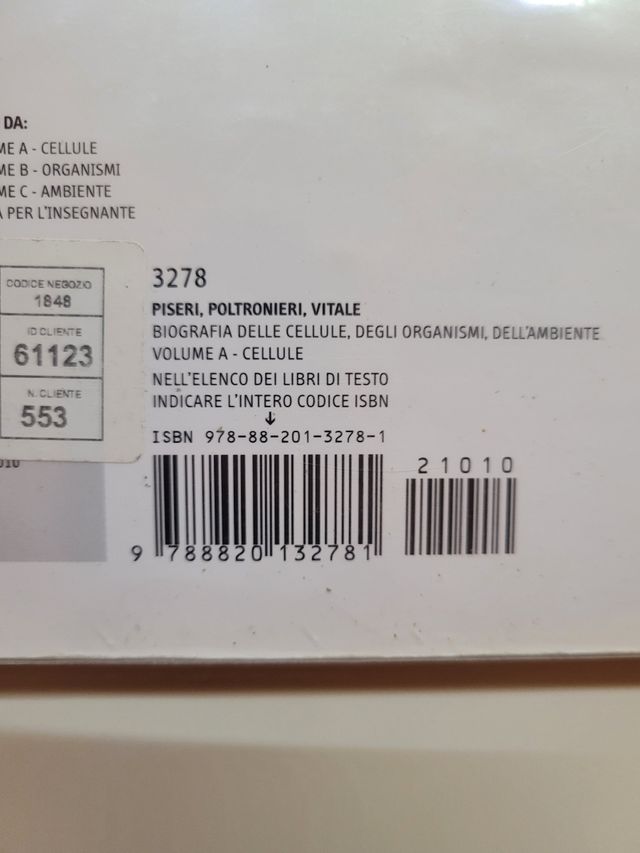 DA:
ME A - CELLULE
ME B - ORGANISMI
ME C - AMBIENTE
A PER L'INSEGNANTE
CODICE NEGOZIO
1848
ID CLIENTE
61123
N. CLIENTE
553
3278
PISERI, POLTRONIERI, VITALE
BIOGRAFIA DELLE CELLULE, DEGLI ORGANISMI, DELL'AMBIENTE
VOLUME A - CELLULE
NELL'ELENCO DEI LIBRI DI TESTO
INDICARE L'INTERO CODICE ISBN
↓
ISBN 978-88-201-3278-1
21010
9 788820 132781